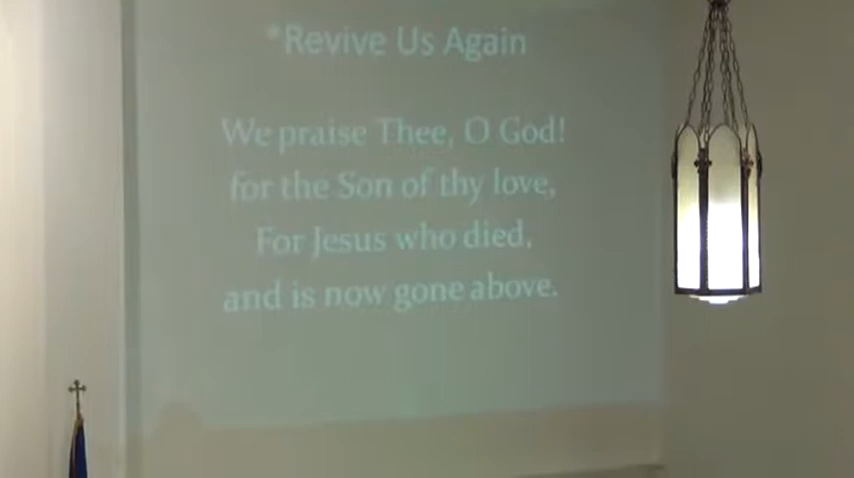 *Revive Us Again
We praise Thee, O God!
for the Son of thy love,
For Jesus who died,
and is now gone above.